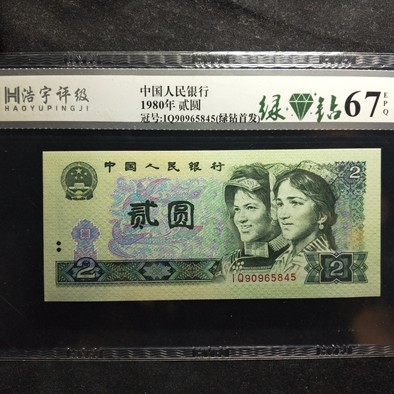 浩宇评级
HAOYUPINGJI
中国人民银行
1980年 贰圆
冠号:IQ90965845(绿钻首发)
绿 钻 67 EPQ
中国人民银行
2
贰圆
IQ90965845
2
2